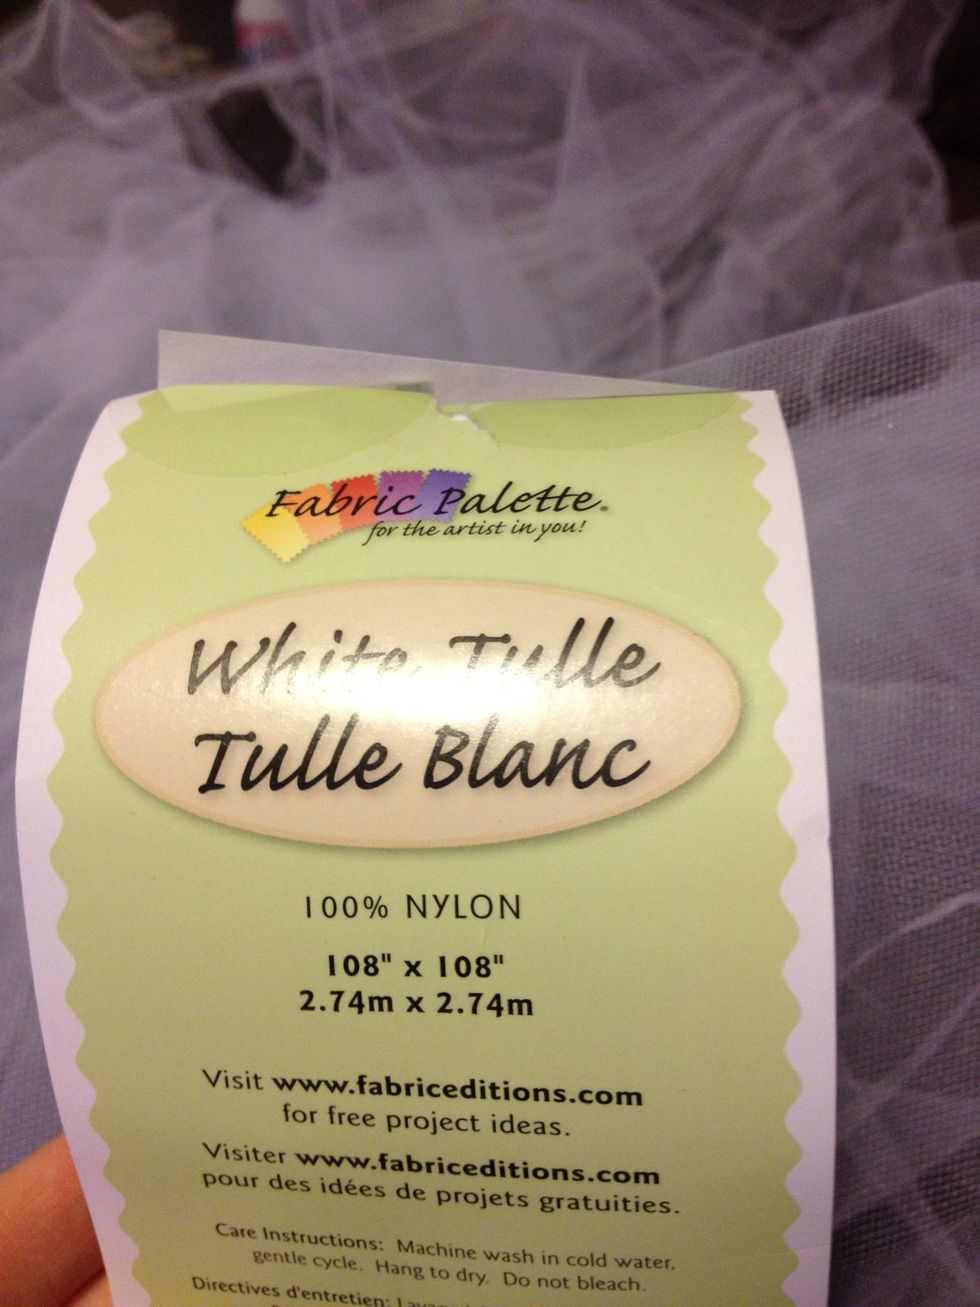 Fabric Palette®
for the artist in you!
White Tulle
Tulle Blanc
100% NYLON
108" x 108"
2.74m x 2.74m
Visit www.fabriceditions.com
for free project ideas.
Visiter www.fabriceditions.com
pour des idées de projets gratuities.
Care Instructions: Machine wash in cold water,
gentle cycle. Hang to dry. Do not bleach.
Directives d'entretien: